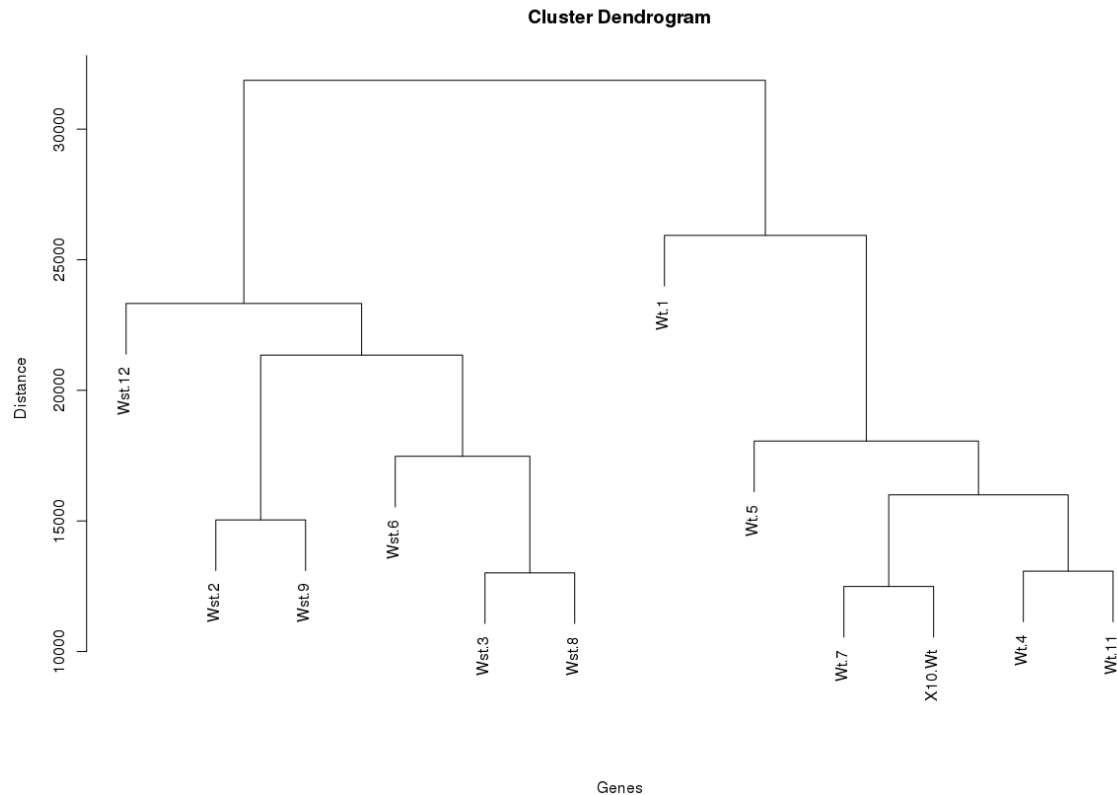 Cluster Dendrogram
Distance
30000
25000
20000
15000
10000
Wst.12
Wst.2
Wst.9
Wst.6
Wst.3
Wst.8
Wt.1
Wt.5
Wt.7
X10.Wt
Wt.4
Wt.11
Genes